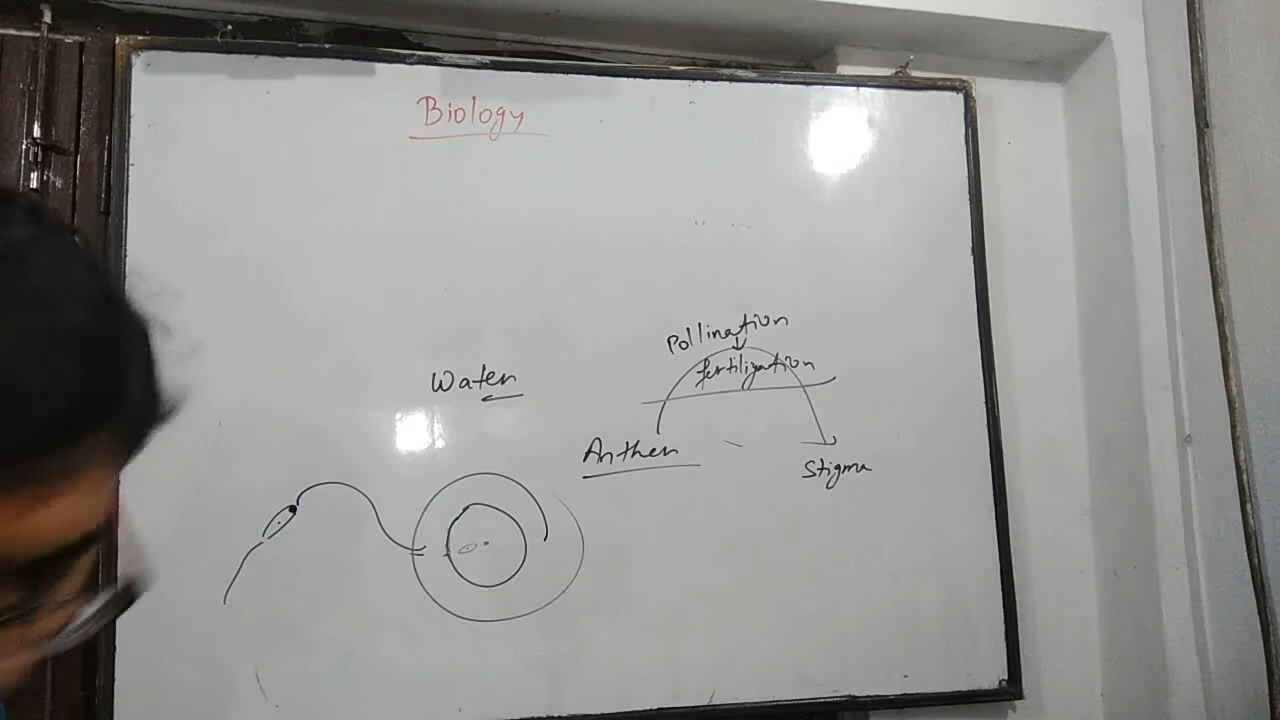 Biology
Pollination
fertilization
Water
Anther
Stigma